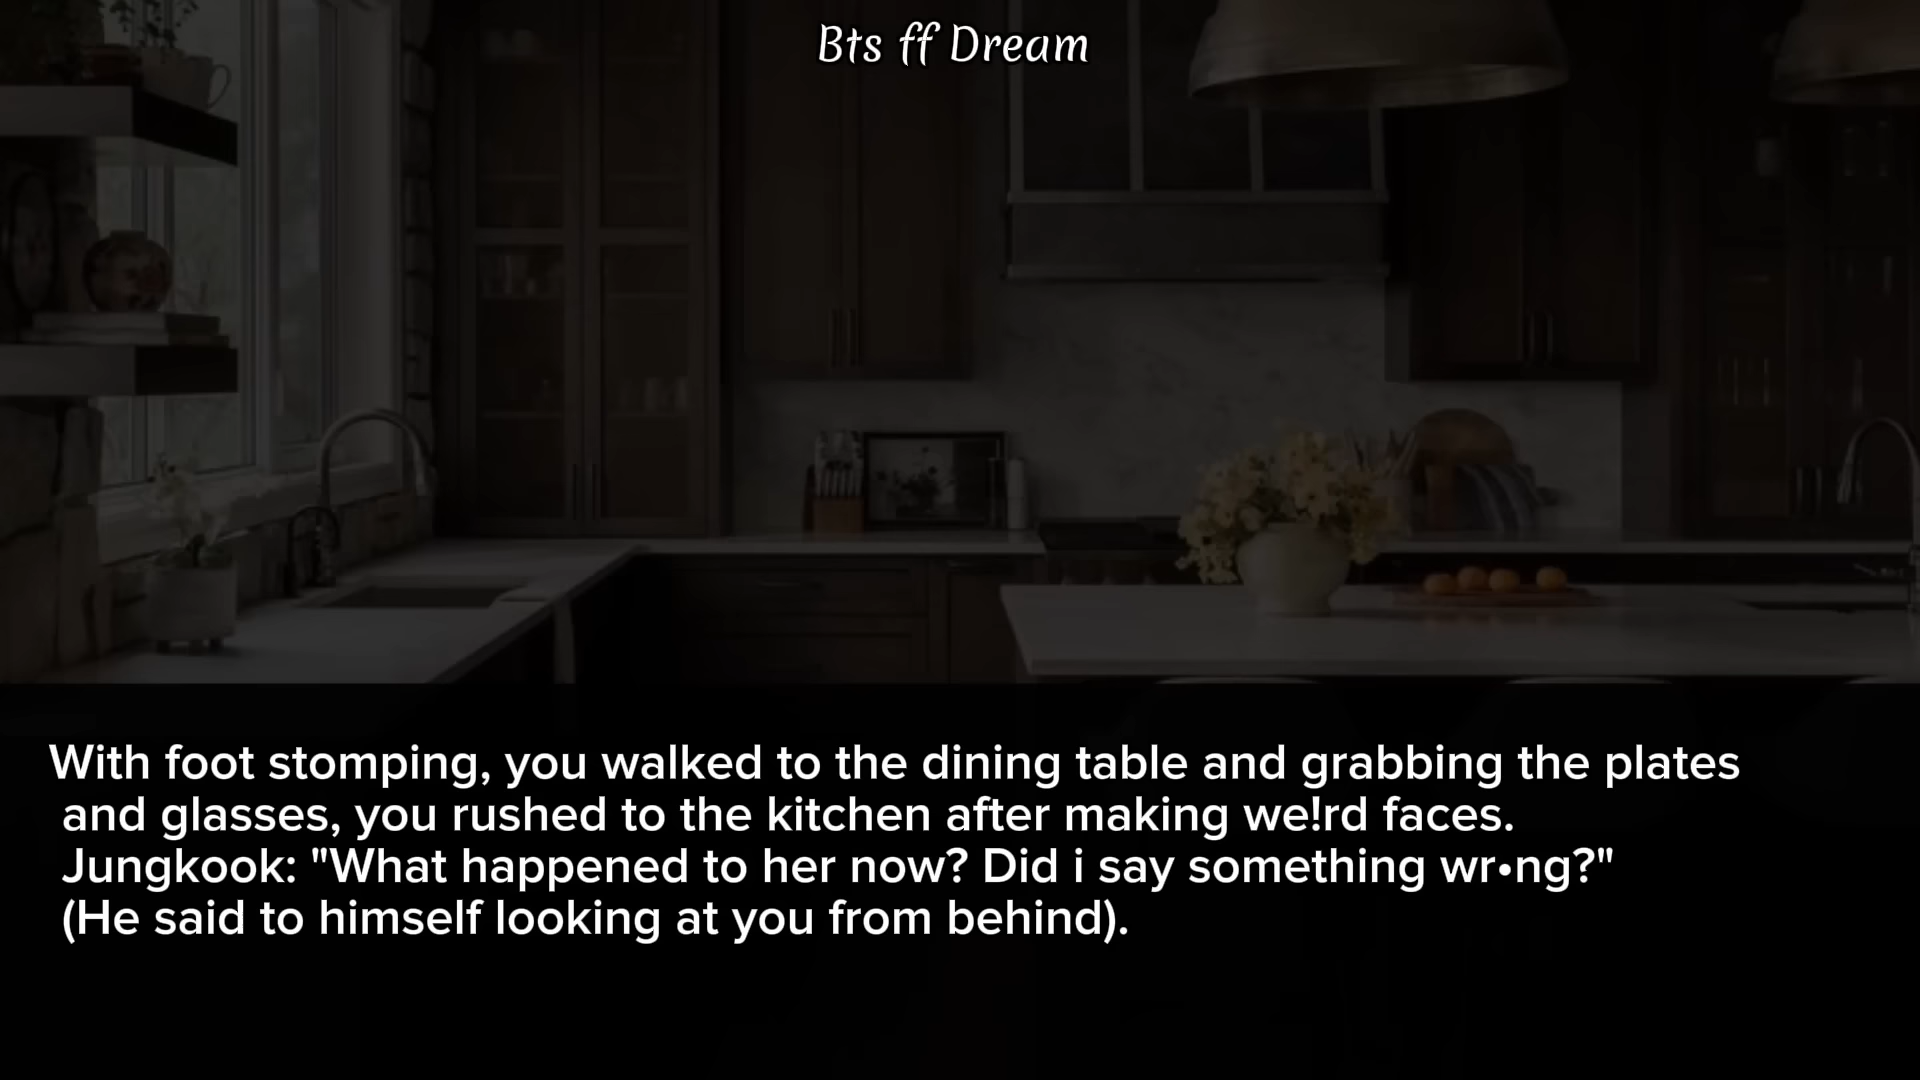 Bts ff Dream
With foot stomping, you walked to the dining table and grabbing the plates
and glasses, you rushed to the kitchen after making we!rd faces.
Jungkook: "What happened to her now? Did i say something wr•ng?"
(He said to himself looking at you from behind).